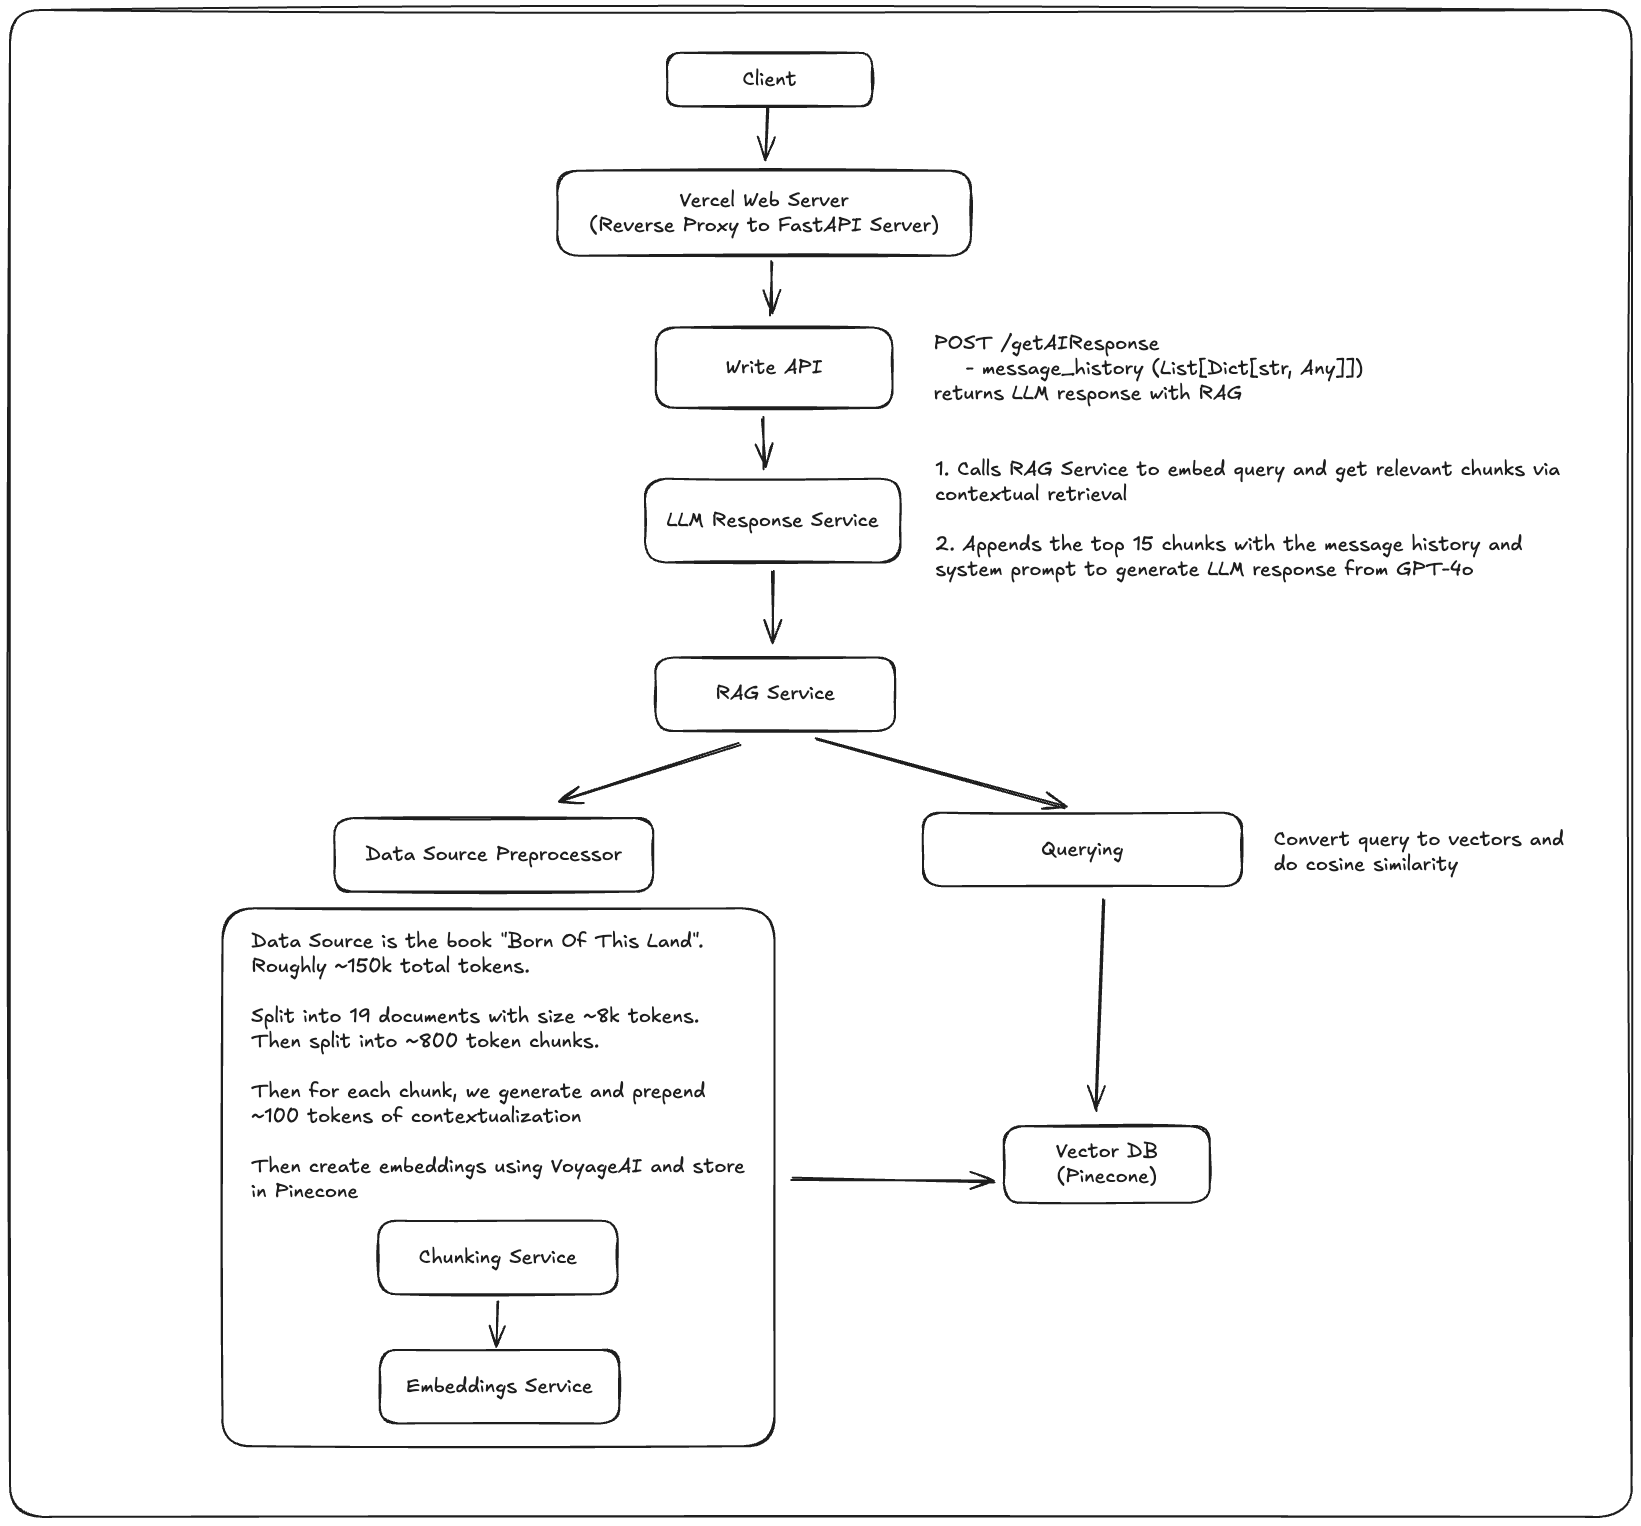 Client
Vercel Web Server
(Reverse Proxy to FastAPI Server)
Write API
POST /getAIResponse
- message_history (List[Dict[str, Any]])
returns LLM response with RAG
LLM Response Service
1. Calls RAG Service to embed query and get relevant chunks via
contextual retrieval
2. Appends the top 15 chunks with the message history and
system prompt to generate LLM response from GPT-4o
RAG Service
Data Source Preprocessor
Querying
Convert query to vectors and
do cosine similarity
Data Source is the book "Born Of This Land".
Roughly ~150k total tokens.
Split into 19 documents with size ~8k tokens.
Then split into ~800 token chunks.
Then for each chunk, we generate and prepend
~100 tokens of contextualization
Then create embeddings using VoyageAI and store
in Pinecone
Vector DB
(Pinecone)
Chunking Service
Embeddings Service